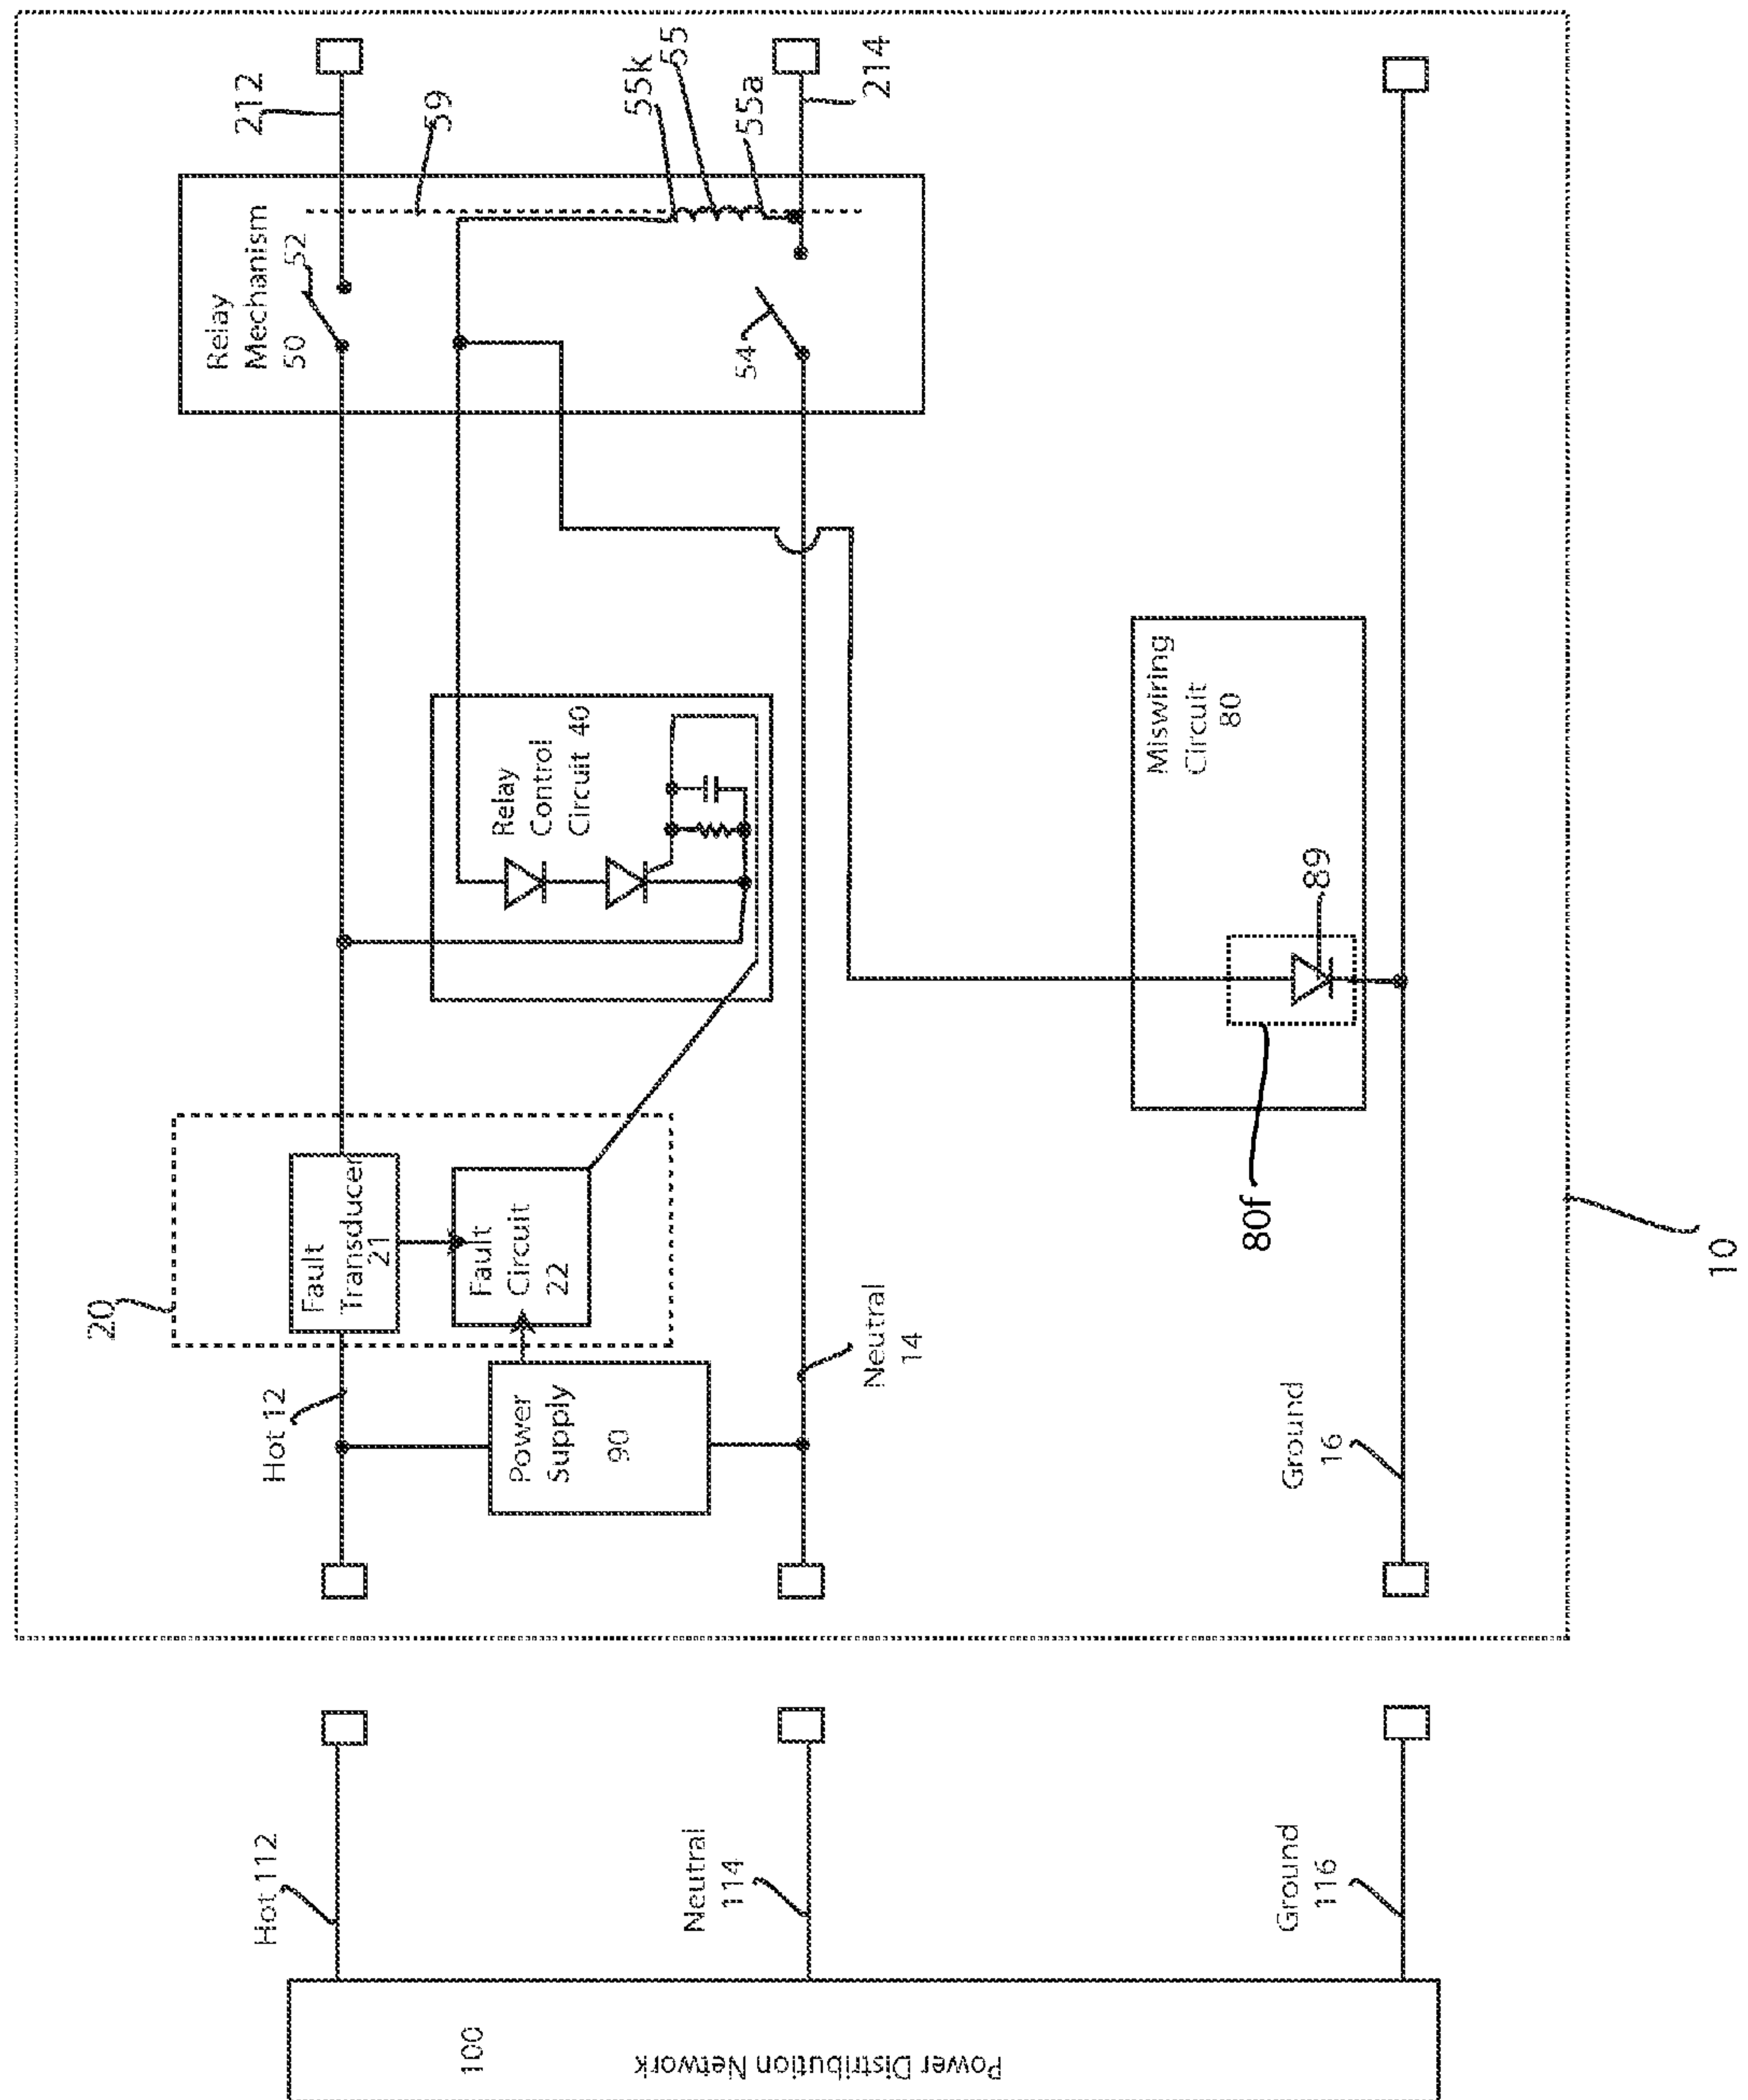 10
20
Hot 12
Fault
Transducer
21
Fault
Circuit
22
Power
Supply
90
Relay
Control
Circuit 40
Relay
Mechanism
50
52
212
59
55k
55
55a
54
214
Neutral
14
Miswiring
Circuit
80
89
80f
Ground
16
Hot 112
Neutral
114
Ground
116
100
Power Distribution Network